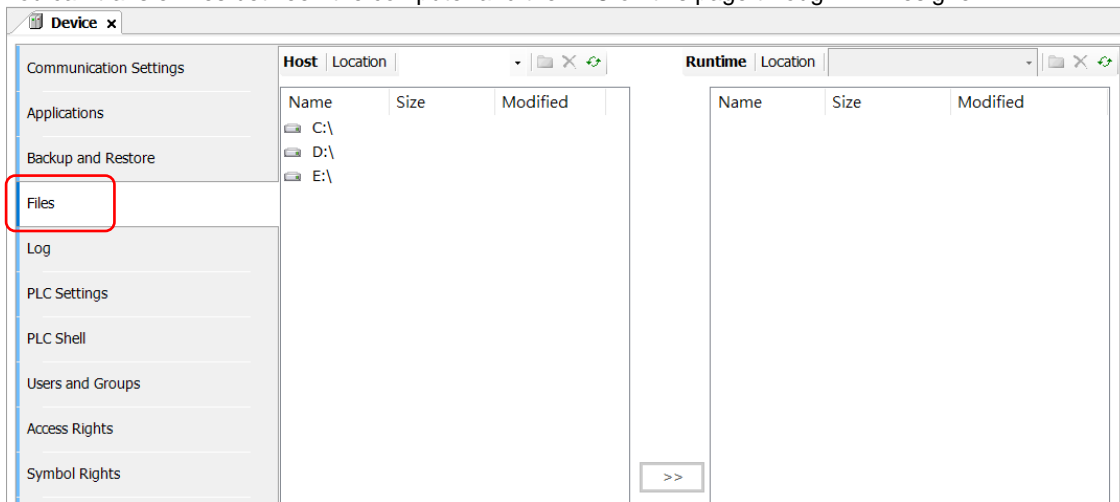 Device x
Communication Settings
Applications
Backup and Restore
Files
Log
PLC Settings
PLC Shell
Users and Groups
Access Rights
Symbol Rights
Host Location
Name Size Modified
C:\
D:\
E:\
>>
Runtime Location
Name Size Modified